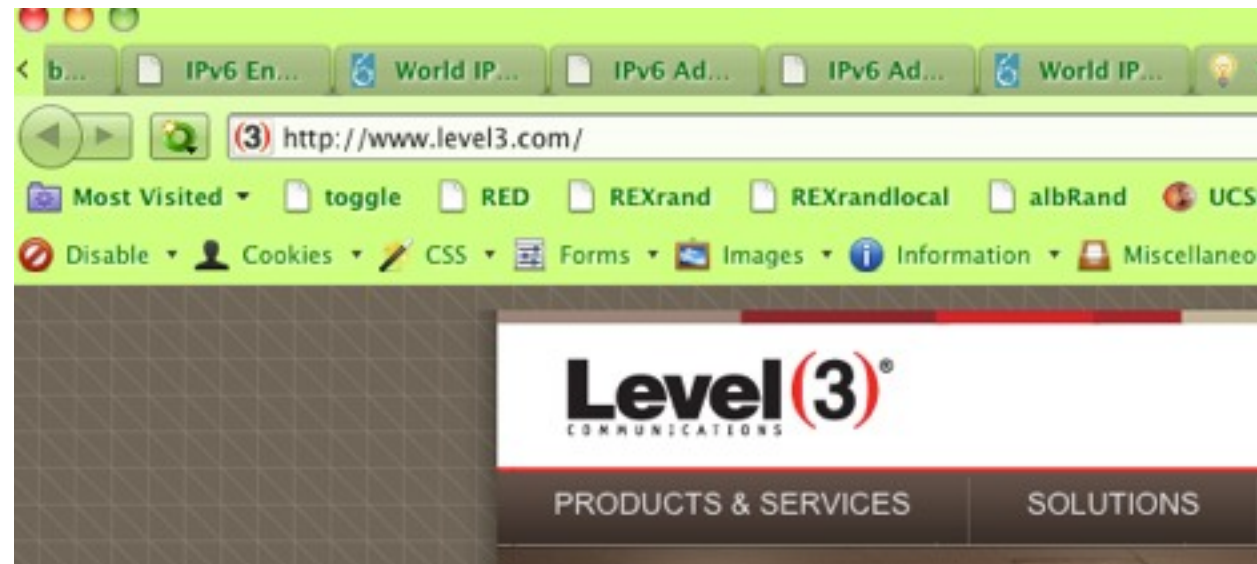 b... IPv6 En... World IP... IPv6 Ad... IPv6 Ad... World IP...
(3) http://www.level3.com/
Most Visited toggle RED REXrand REXrandlocal albRand UCS
Disable Cookies CSS Forms Images Information Miscellaneo
Level(3)®
COMMUNICATIONS
PRODUCTS & SERVICES SOLUTIONS